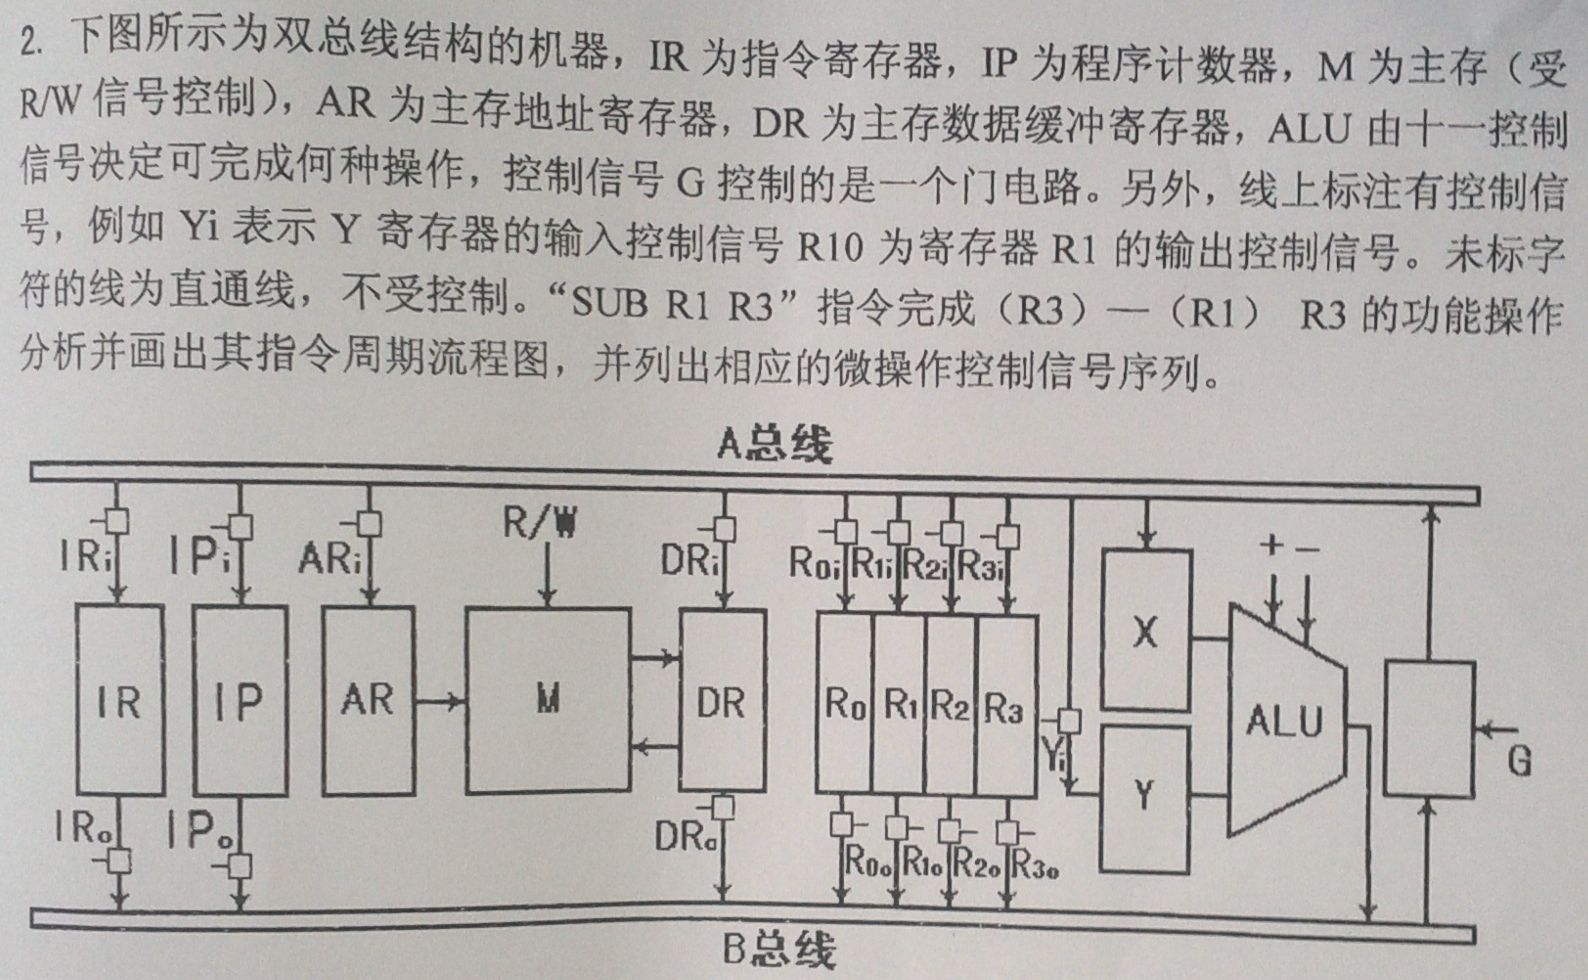 2. 下图所示为双总线结构的机器，IR 为指令寄存器，IP 为程序计数器，M 为主存（受
R/W 信号控制），AR 为主存地址寄存器，DR 为主存数据缓冲寄存器，ALU 由十一控制
信号决定可完成何种操作，控制信号 G 控制的是一个门电路。另外，线上标注有控制信
号，例如 Yi 表示 Y 寄存器的输入控制信号 R10 为寄存器 R1 的输出控制信号。未标字
符的线为直通线，不受控制。“SUB R1 R3” 指令完成（R3）—（R1） R3 的功能操作
分析并画出其指令周期流程图，并列出相应的微操作控制信号序列。
A总线
R/W
+ −
IRi IPi ARi DRi R0i R1i R2i R3i
X
IR IP AR M DR R0 R1 R2 R3 ALU
Yi G
Y
IRo IPo DRo R0o R1o R2o R3o
B总线